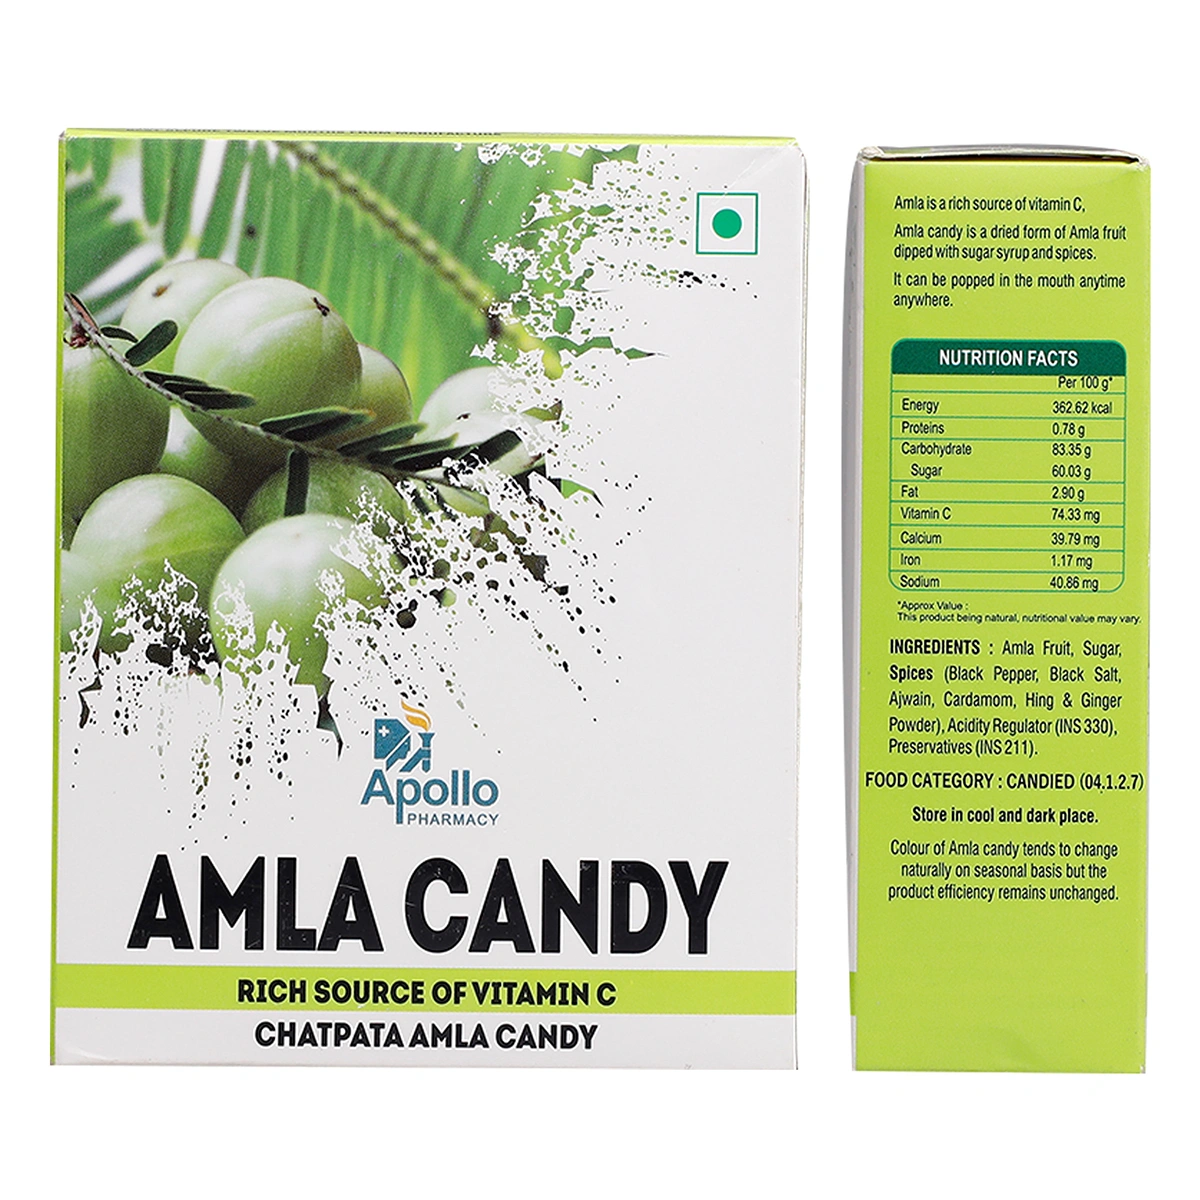 BEST BEFORE TWELVE MONTHS FROM MANUFACTURE
Apollo
PHARMACY
AMLA CANDY
RICH SOURCE OF VITAMIN C
CHATPATA AMLA CANDY
Amla is a rich source of vitamin C,
Amla candy is a dried form of Amla fruit
dipped with sugar syrup and spices.
It can be popped in the mouth anytime
anywhere.
NUTRITION FACTS
Per 100 g*
Energy 362.62 kcal
Proteins 0.78 g
Carbohydrate 83.35 g
Sugar 60.03 g
Fat 2.90 g
Vitamin C 74.33 mg
Calcium 39.79 mg
Iron 1.17 mg
Sodium 40.86 mg
*Approx Value :
This product being natural, nutritional value may vary.
INGREDIENTS : Amla Fruit, Sugar,
Spices (Black Pepper, Black Salt,
Ajwain, Cardamom, Hing & Ginger
Powder), Acidity Regulator (INS 330),
Preservatives (INS 211).
FOOD CATEGORY : CANDIED (04.1.2.7)
Store in cool and dark place.
Colour of Amla candy tends to change
naturally on seasonal basis but the
product efficiency remains unchanged.